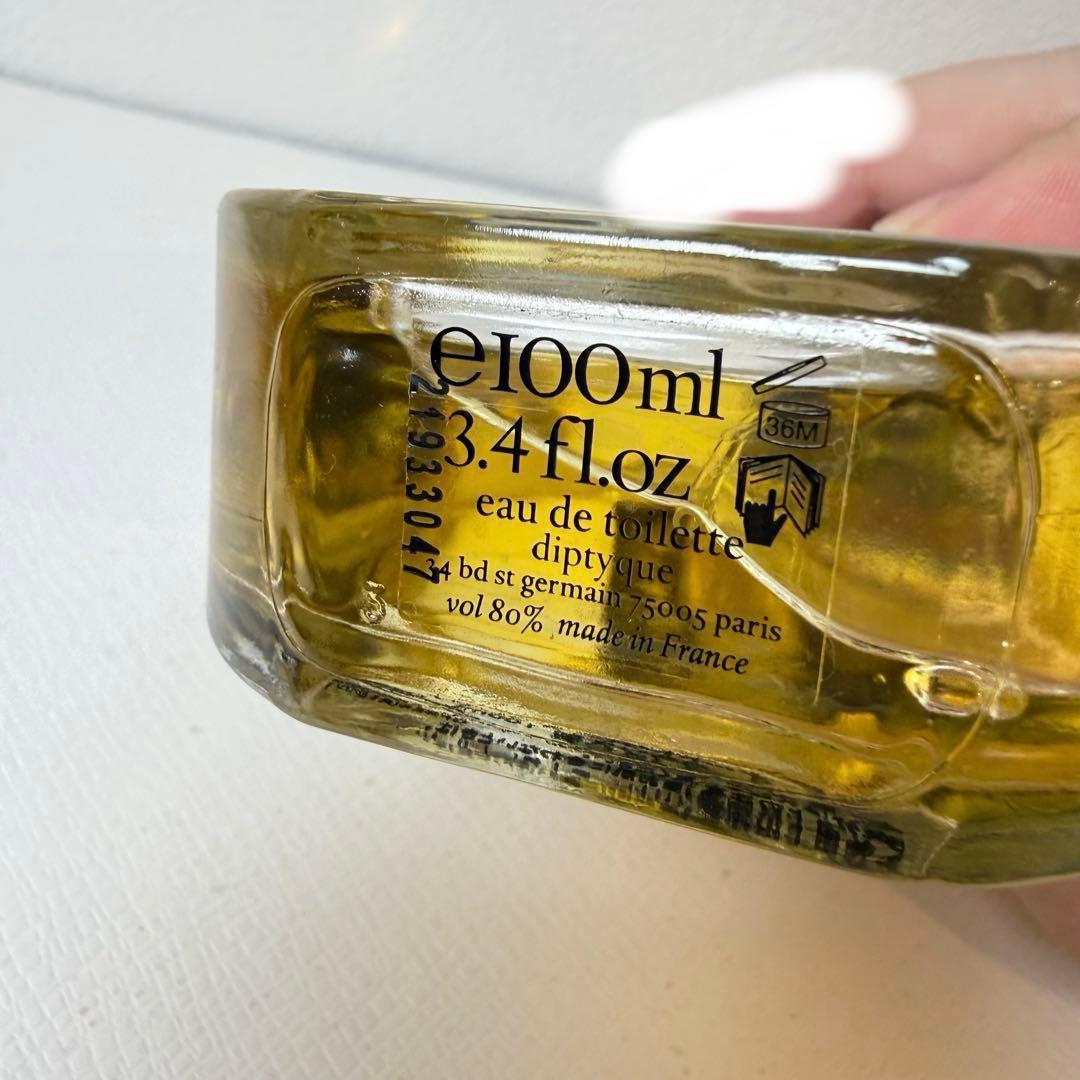 e100ml
3.4 fl.oz
36M
eau de toilette
diptyque
34 bd st germain 75005 paris
vol 80% made in France
21933047
3